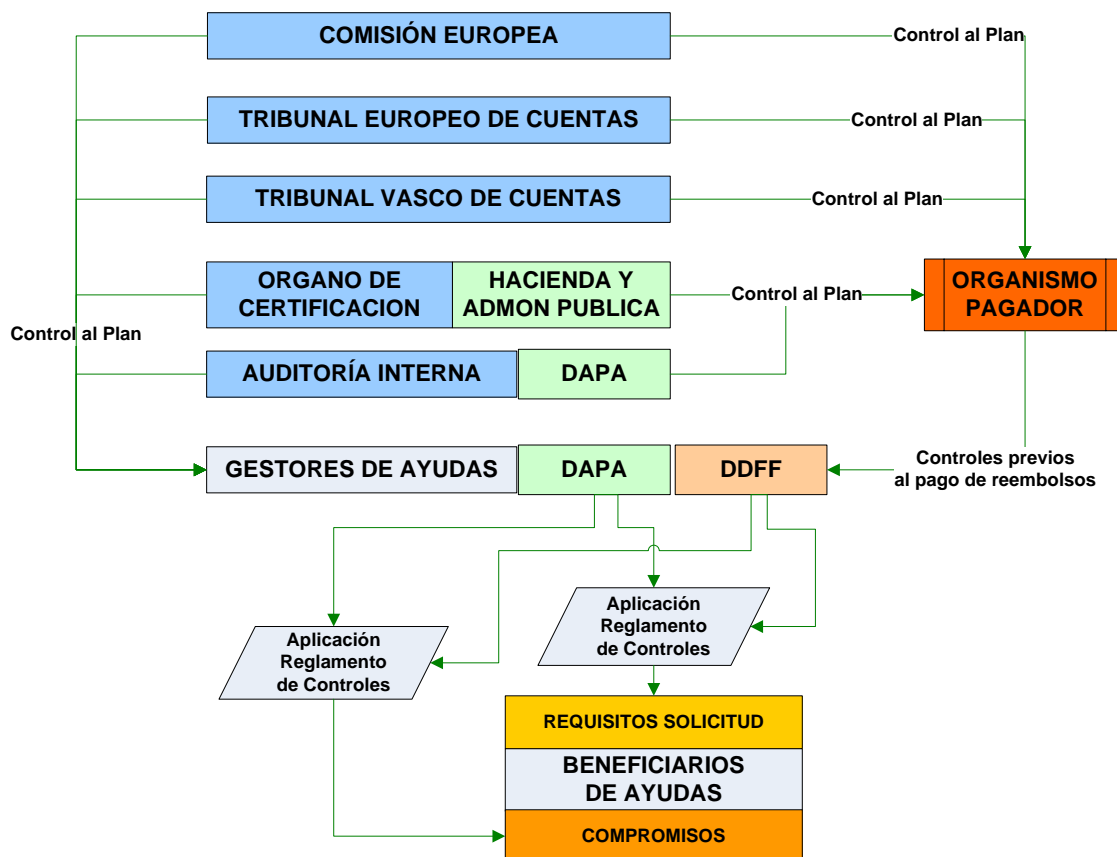 COMISIÓN EUROPEA
Control al Plan
TRIBUNAL EUROPEO DE CUENTAS
Control al Plan
TRIBUNAL VASCO DE CUENTAS
Control al Plan
ORGANO DE
CERTIFICACION
HACIENDA Y
ADMON PUBLICA
Control al Plan
ORGANISMO
PAGADOR
Control al Plan
AUDITORÍA INTERNA
DAPA
GESTORES DE AYUDAS
DAPA
DDFF
Controles previos
al pago de reembolsos
Aplicación
Reglamento
de Controles
Aplicación
Reglamento
de Controles
REQUISITOS SOLICITUD
BENEFICIARIOS
DE AYUDAS
COMPROMISOS